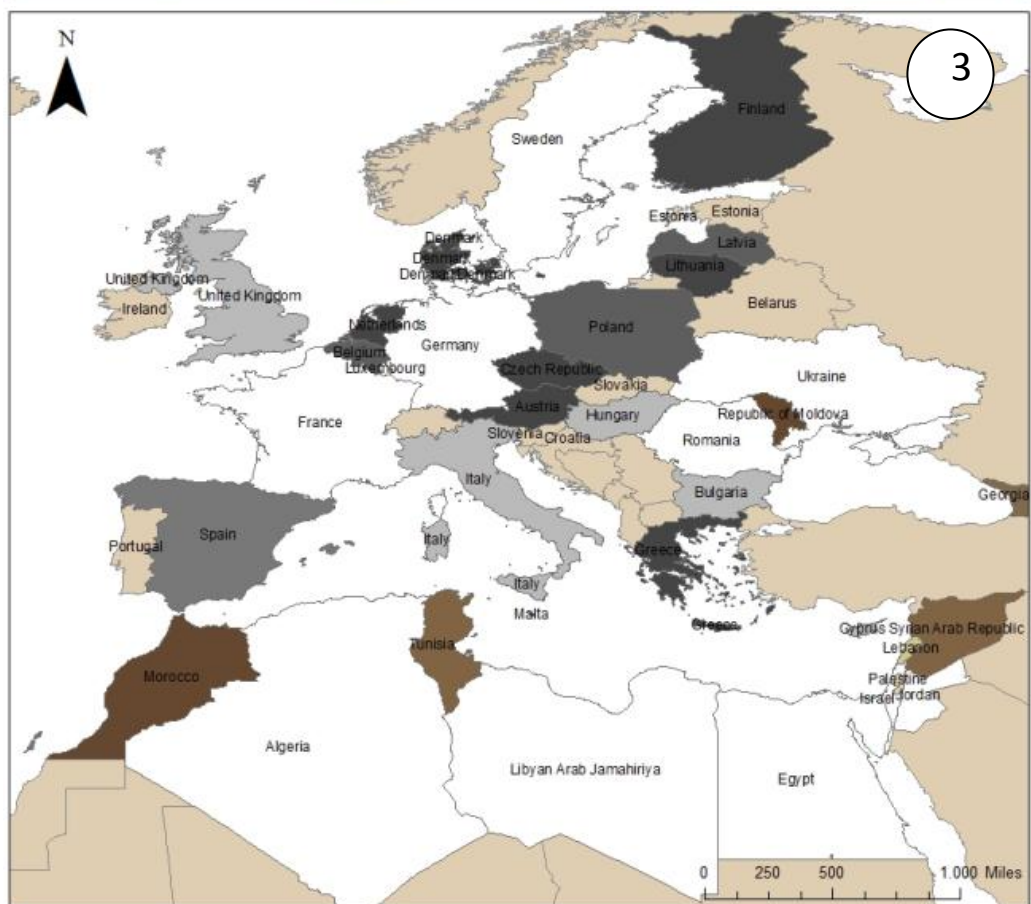 N
3
Finland
Sweden
Estonia
Estonia
Latvia
Denmark
Denmark
Denmark
Denmark
Lithuania
United Kingdom
United Kingdom
Ireland
Belarus
Netherlands
Poland
Germany
Belgium
Luxembourg
Czech Republic
Slovakia
Ukraine
Austria
Hungary
Republic of Moldova
France
Slovenia
Croatia
Romania
Italy
Bulgaria
Georgia
Spain
Portugal
Italy
Greece
Italy
Malta
Greece
Cyprus
Syrian Arab Republic
Tunisia
Lebanon
Morocco
Palestine
Israel
Jordan
Algeria
Libyan Arab Jamahiriya
Egypt
0 250 500 1.000 Miles